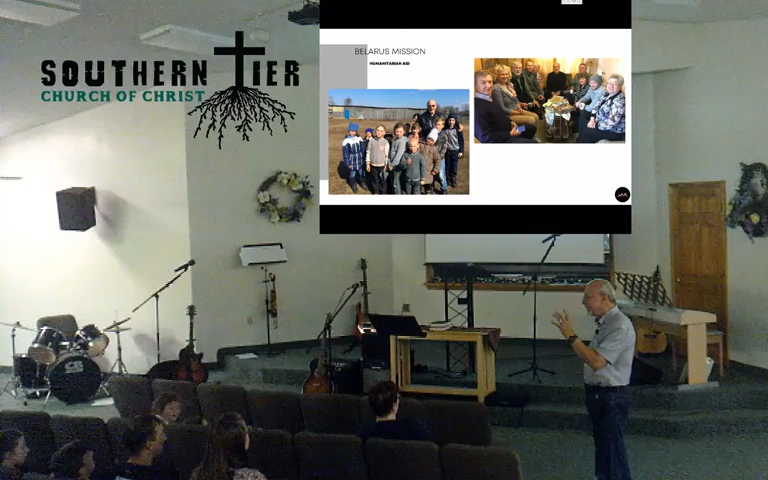 SOUTHERN TIER
CHURCH OF CHRIST
BELARUS MISSION
HUMANITARIAN AID